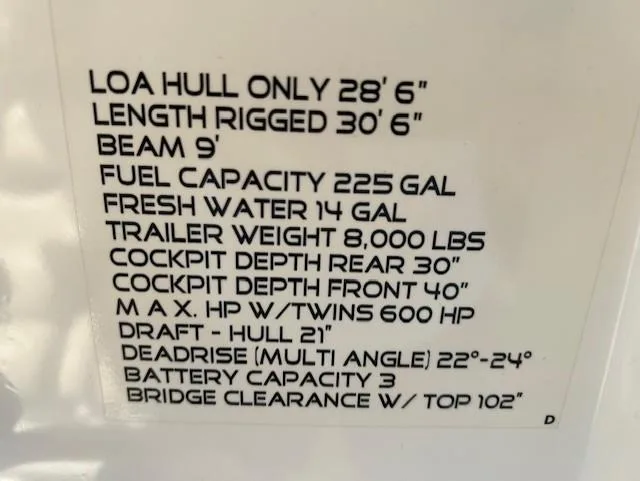 LOA HULL ONLY 28' 6"
LENGTH RIGGED 30' 6"
BEAM 9'
FUEL CAPACITY 225 GAL
FRESH WATER 14 GAL
TRAILER WEIGHT 8,000 LBS
COCKPIT DEPTH REAR 30"
COCKPIT DEPTH FRONT 40"
M A X. HP W/TWINS 600 HP
DRAFT - HULL 21"
DEADRISE (MULTI ANGLE) 22°-24°
BATTERY CAPACITY 3
BRIDGE CLEARANCE W/ TOP 102"
D